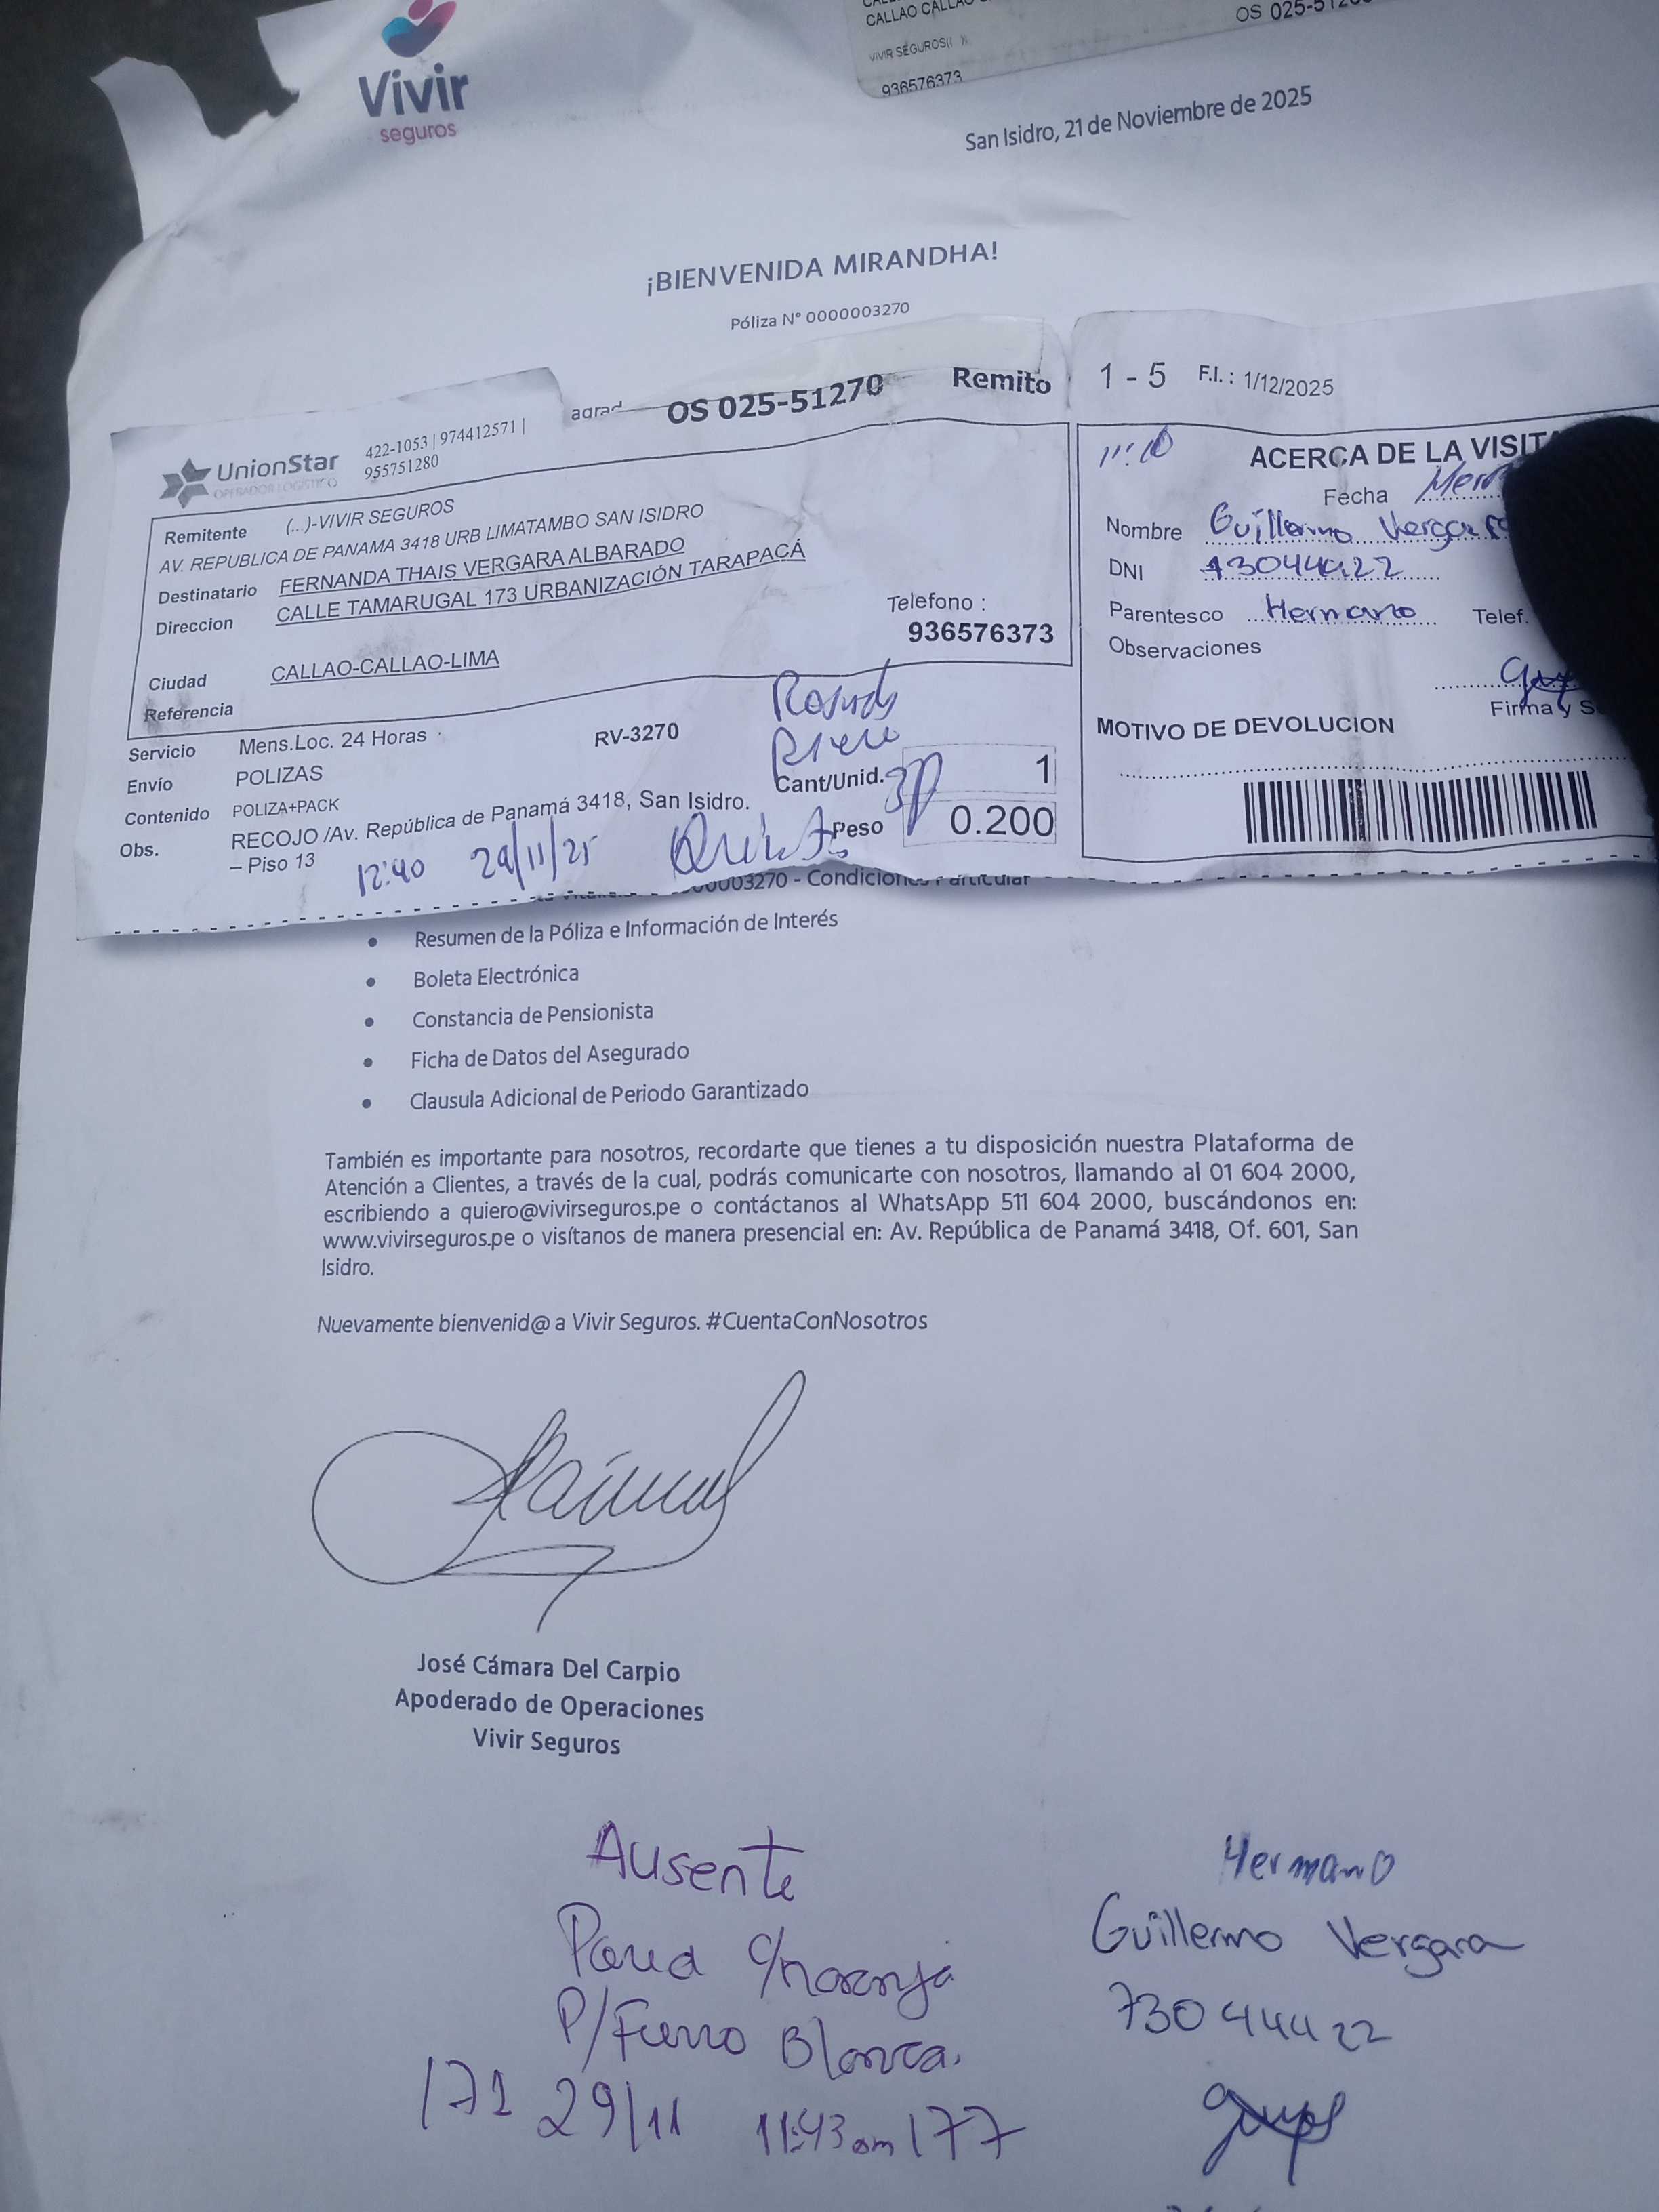 Vivir
seguros
CALLAO
OS
VIVIR SEGUROS(( ))
936576373
San Isidro, 21 de Noviembre de 2025
¡BIENVENIDA MIRANDHA!
Póliza N° 0000003270
OS 025-51270 Remito 1 - 5 F.I. : 1/12/2025
UnionStar
OPERADOR LOGÍSTICO
422-1053 | 974412571 |
955751280
Remitente (...)-VIVIR SEGUROS
AV. REPUBLICA DE PANAMA 3418 URB LIMATAMBO SAN ISIDRO
Destinatario FERNANDA THAIS VERGARA ALBARADO
Direccion CALLE TAMARUGAL 173 URBANIZACIÓN TARAPACÁ
Telefono :
936576373
Ciudad CALLAO-CALLAO-LIMA
Referencia
Servicio Mens.Loc. 24 Horas RV-3270
Envío POLIZAS
Contenido POLIZA+PACK
Cant/Unid. 1
Obs. RECOJO /Av. República de Panamá 3418, San Isidro.
– Piso 13
Peso 0.200
12:40
ACERCA DE LA VISITA
Fecha
Nombre Guillermo Vergara
DNI 73044422
Parentesco Hermano Telef.
Observaciones
Firma y
MOTIVO DE DEVOLUCION
3270 - Condiciones Particular
Resumen de la Póliza e Información de Interés
Boleta Electrónica
Constancia de Pensionista
Ficha de Datos del Asegurado
Clausula Adicional de Periodo Garantizado
También es importante para nosotros, recordarte que tienes a tu disposición nuestra Plataforma de
Atención a Clientes, a través de la cual, podrás comunicarte con nosotros, llamando al 01 604 2000,
escribiendo a quiero@vivirseguros.pe o contáctanos al WhatsApp 511 604 2000, buscándonos en:
www.vivirseguros.pe o visítanos de manera presencial en: Av. República de Panamá 3418, Of. 601, San
Isidro.
Nuevamente bienvenid@ a Vivir Seguros. #CuentaConNosotros
José Cámara Del Carpio
Apoderado de Operaciones
Vivir Seguros
Ausente
Pared c/naranja
P/Fierro Blanca.
171 29/11 11:43 am 177
Hermano
Guillermo Vergara
73044422